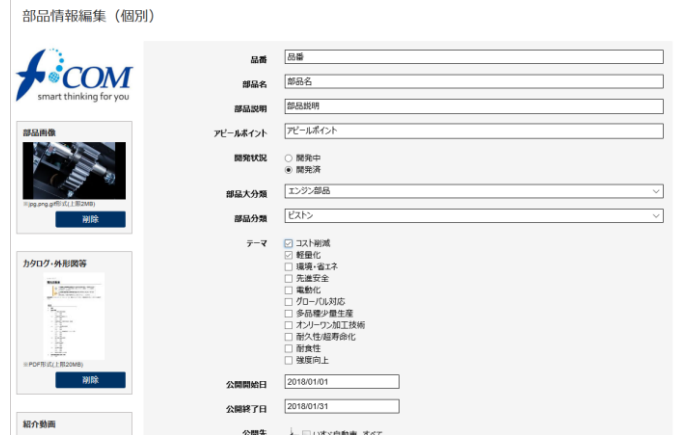 部品情報編集（個別）
f-COM
smart thinking for you
部品画像
※jpg,png,gif形式(上限2MB)
削除
カタログ・外形図等
※PDF形式(上限20MB)
削除
紹介動画
品番 品番
部品名 部品名
部品説明 部品説明
アピールポイント アピールポイント
開発状況 開発中
開発済
部品大分類 エンジン部品
部品分類 ピストン
テーマ コスト削減
軽量化
環境・省エネ
先進安全
電動化
グローバル対応
多品種少量生産
オンリーワン加工技術
耐久性/超寿命化
耐食性
強度向上
公開開始日 2018/01/01
公開終了日 2018/01/31
公開先 いすゞ自動車 すべて